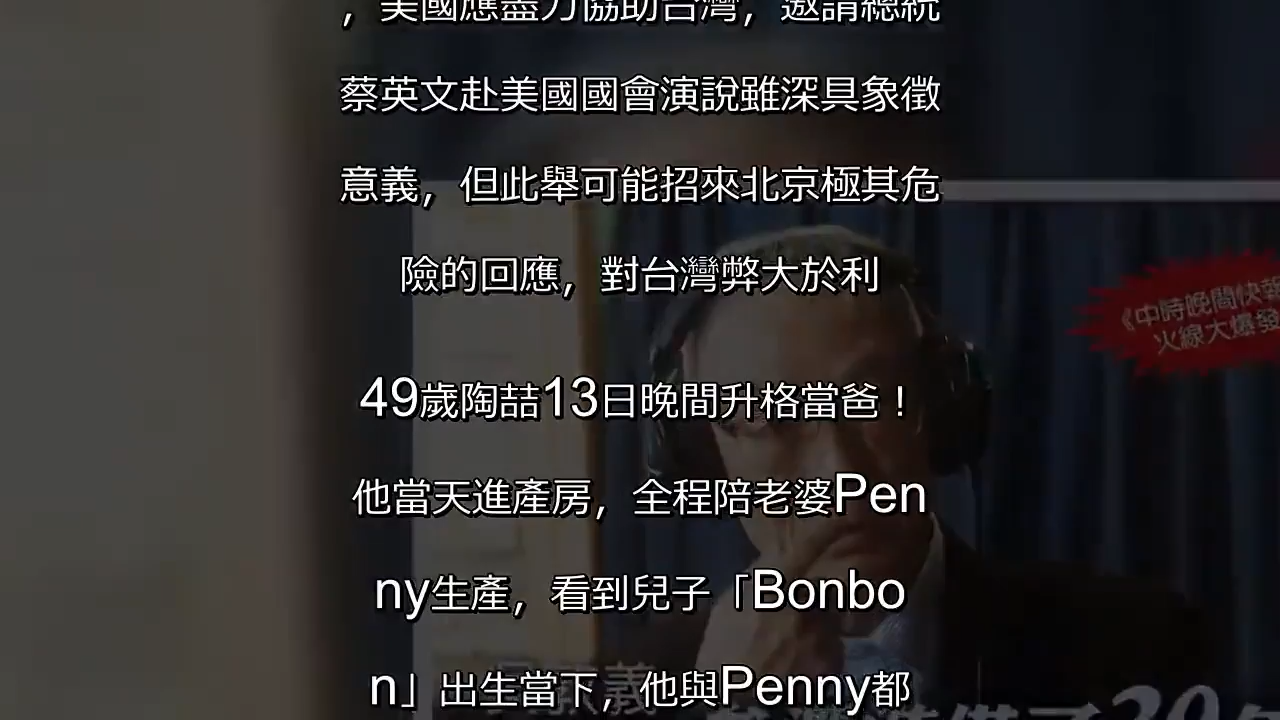 ，美國應盡力協助台灣，邀請總統
蔡英文赴美國國會演說雖深具象徵
意義，但此舉可能招來北京極其危
險的回應，對台灣弊大於利
49歲陶喆13日晚間升格當爸！
他當天進產房，全程陪老婆Pen
ny生產，看到兒子「Bonbo
n」出生當下，他與Penny都
《中時晚間快報
火線大爆發